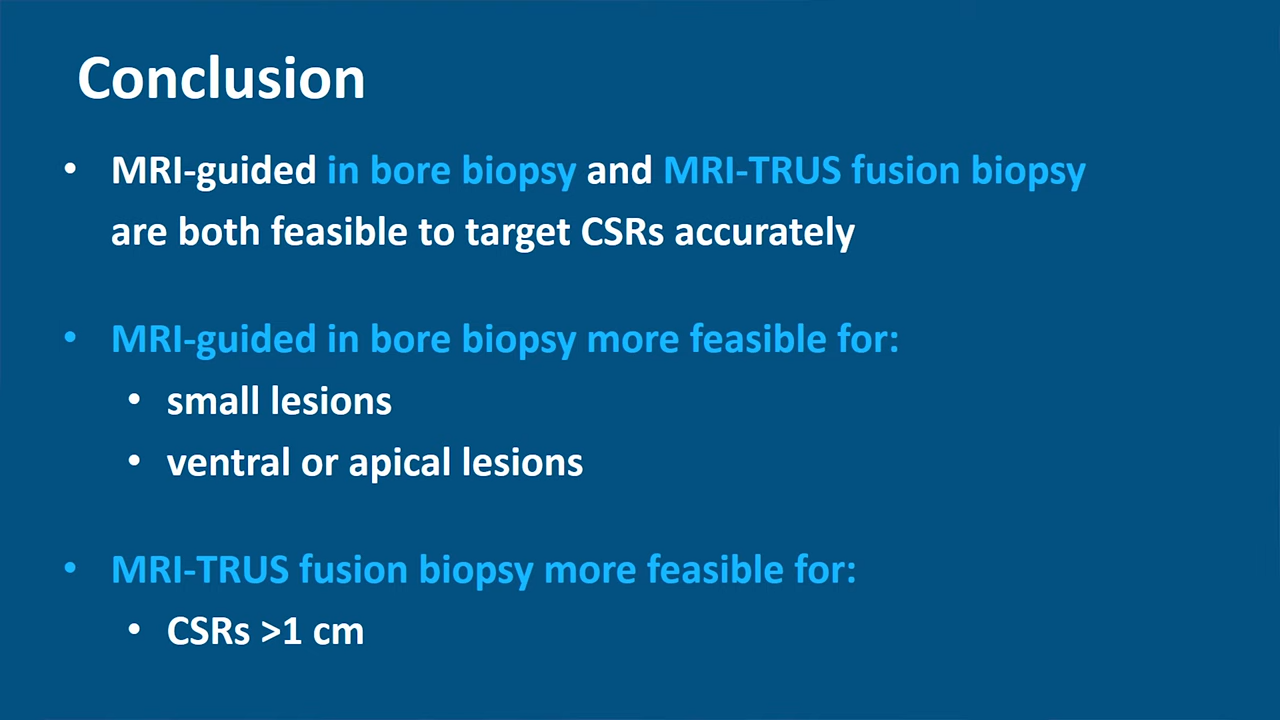 Conclusion
• MRI-guided in bore biopsy and MRI-TRUS fusion biopsy
are both feasible to target CSRs accurately
• MRI-guided in bore biopsy more feasible for:
• small lesions
• ventral or apical lesions
• MRI-TRUS fusion biopsy more feasible for:
• CSRs >1 cm